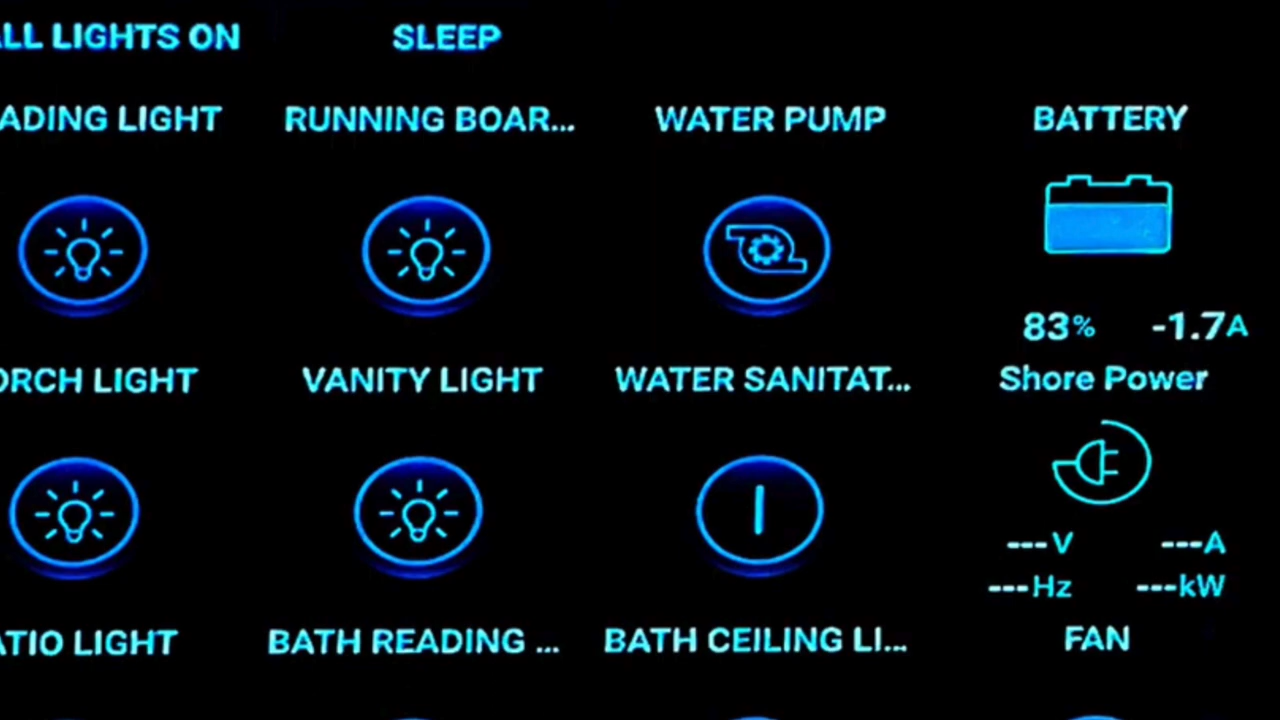 ALL LIGHTS ON SLEEP
ADING LIGHT RUNNING BOAR... WATER PUMP BATTERY
83% -1.7A
ORCH LIGHT VANITY LIGHT WATER SANITAT... Shore Power
---V ---A
---Hz ---kW
ATIO LIGHT BATH READING ... BATH CEILING LI... FAN